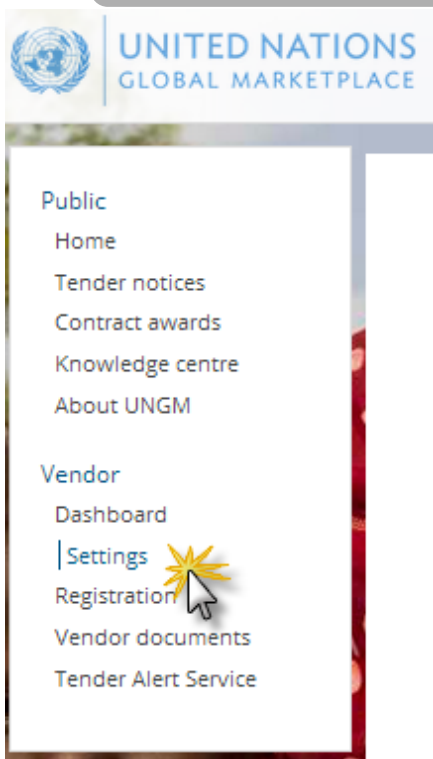 UNITED NATIONS
GLOBAL MARKETPLACE
Public
Home
Tender notices
Contract awards
Knowledge centre
About UNGM
Vendor
Dashboard
Settings
Registration
Vendor documents
Tender Alert Service